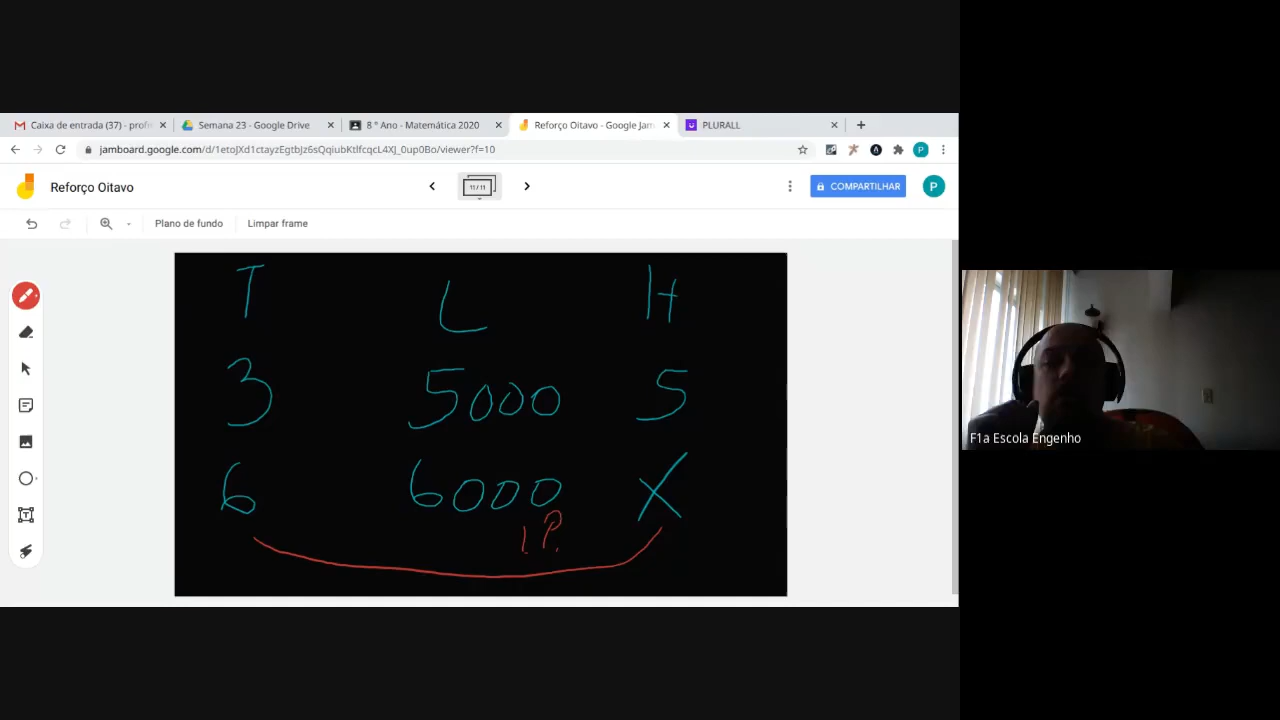 Caixa de entrada (37) - profm
Semana 23 - Google Drive
8 º Ano - Matemática 2020
Reforço Oitavo - Google Jam
PLURALL
jamboard.google.com/d/1etoJXd1ctayzEgtbJz6sQqiubKtlfcqcL4XJ_0up0Bo/viewer?f=10
P
Reforço Oitavo
11 / 11
COMPARTILHAR
P
Plano de fundo
Limpar frame
T L H
3 5000 5
6 6000 X
I.P.
F1a Escola Engenho